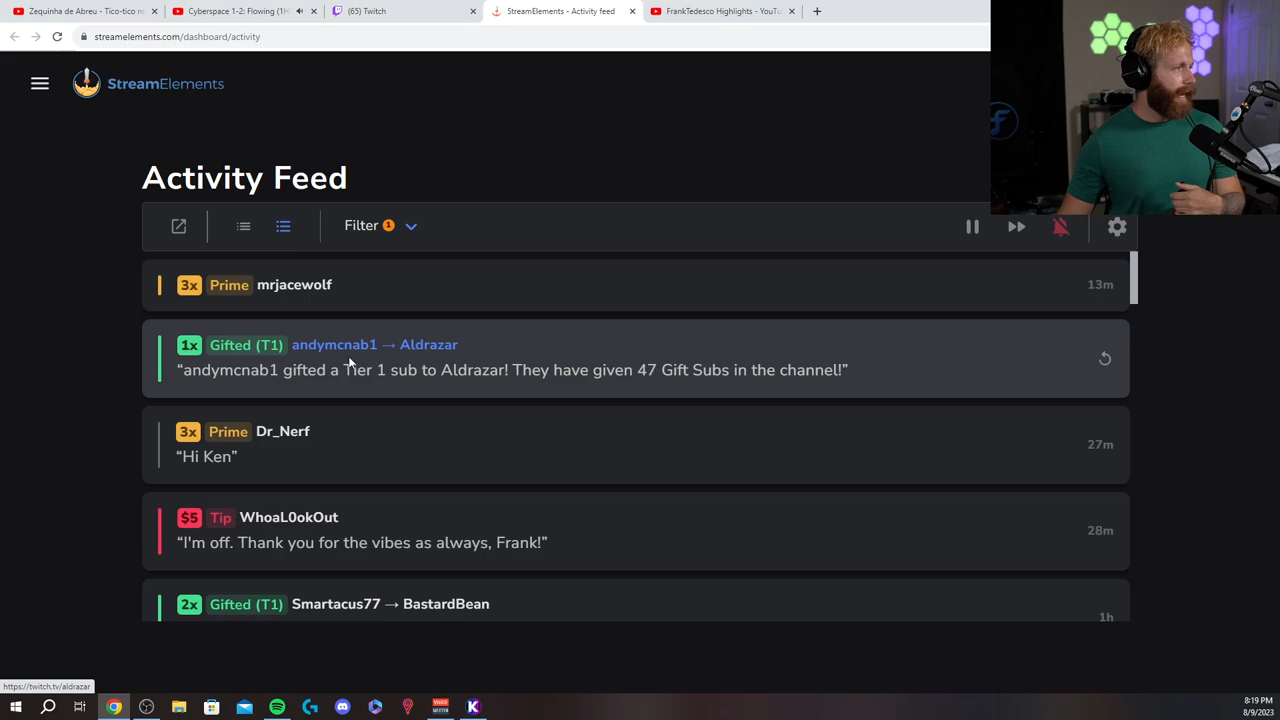 Zequinha de Abreu - Tico-tico no
Cyberspace 1-2: Flowing (1H
(65) Twitch
StreamElements - Activity feed
FrankTedesco Highlights - YouTu
streamelements.com/dashboard/activity
StreamElements
Activity Feed
Filter 1
3x Prime mrjacewolf 13m
1x Gifted (T1) andymcnab1 → Aldrazar
“andymcnab1 gifted a Tier 1 sub to Aldrazar! They have given 47 Gift Subs in the channel!”
3x Prime Dr_Nerf
“Hi Ken”
27m
$5 Tip WhoaL0okOut
“I'm off. Thank you for the vibes as always, Frank!”
28m
2x Gifted (T1) Smartacus77 → BastardBean
1h
https://twitch.tv/aldrazar
8:19 PM
8/9/2023